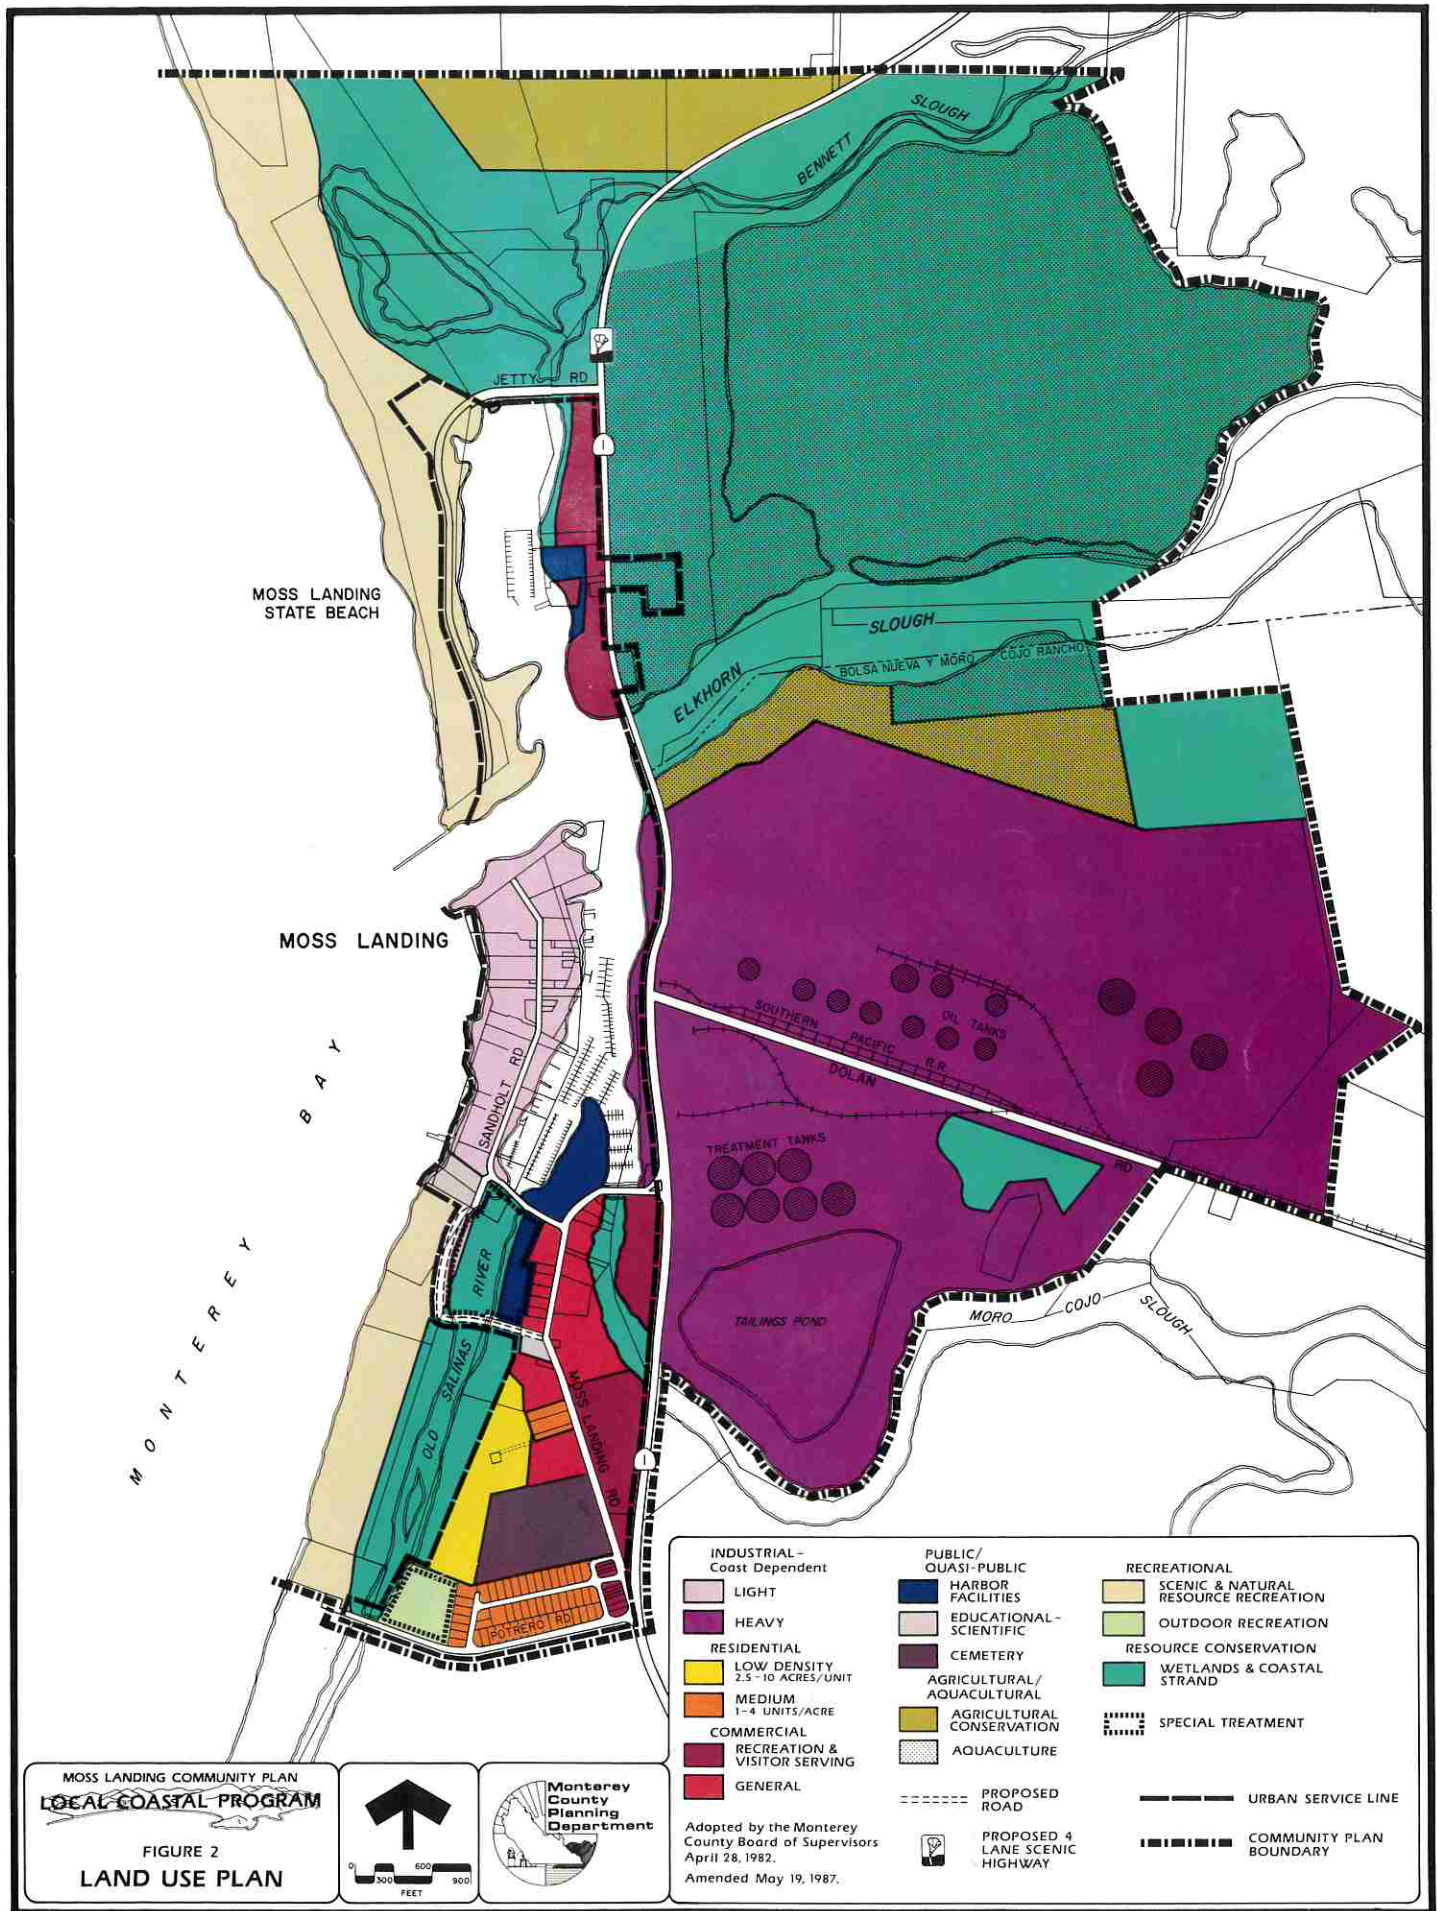 SLOUGH
BENNETT
JETTY RD
1
MOSS LANDING
STATE BEACH
SLOUGH
ELKHORN
BOLSA NUEVA Y MORO COJO RANCHO
MOSS LANDING
MONTEREY BAY
SANDHOLT RD
SOUTHERN PACIFIC R.R.
OIL TANKS
DOLAN RD
TREATMENT TANKS
TAILINGS POND
MORO COJO SLOUGH
OLD SALINAS RIVER
MOSS LANDING RD
1
POTRERO RD
INDUSTRIAL-
Coast Dependent
LIGHT
HEAVY
RESIDENTIAL
LOW DENSITY
2.5-10 ACRES/UNIT
MEDIUM
1-4 UNITS/ACRE
COMMERCIAL
RECREATION &
VISITOR SERVING
GENERAL
Adopted by the Monterey
County Board of Supervisors
April 28, 1982.
Amended May 19, 1987.
PUBLIC/
QUASI-PUBLIC
HARBOR
FACILITIES
EDUCATIONAL-
SCIENTIFIC
CEMETERY
AGRICULTURAL/
AQUACULTURAL
AGRICULTURAL
CONSERVATION
AQUACULTURE
PROPOSED
ROAD
PROPOSED 4
LANE SCENIC
HIGHWAY
RECREATIONAL
SCENIC & NATURAL
RESOURCE RECREATION
OUTDOOR RECREATION
RESOURCE CONSERVATION
WETLANDS & COASTAL
STRAND
SPECIAL TREATMENT
URBAN SERVICE LINE
COMMUNITY PLAN
BOUNDARY
MOSS LANDING COMMUNITY PLAN
LOCAL COASTAL PROGRAM
FIGURE 2
LAND USE PLAN
0 300 600 900
FEET
Monterey
County
Planning
Department